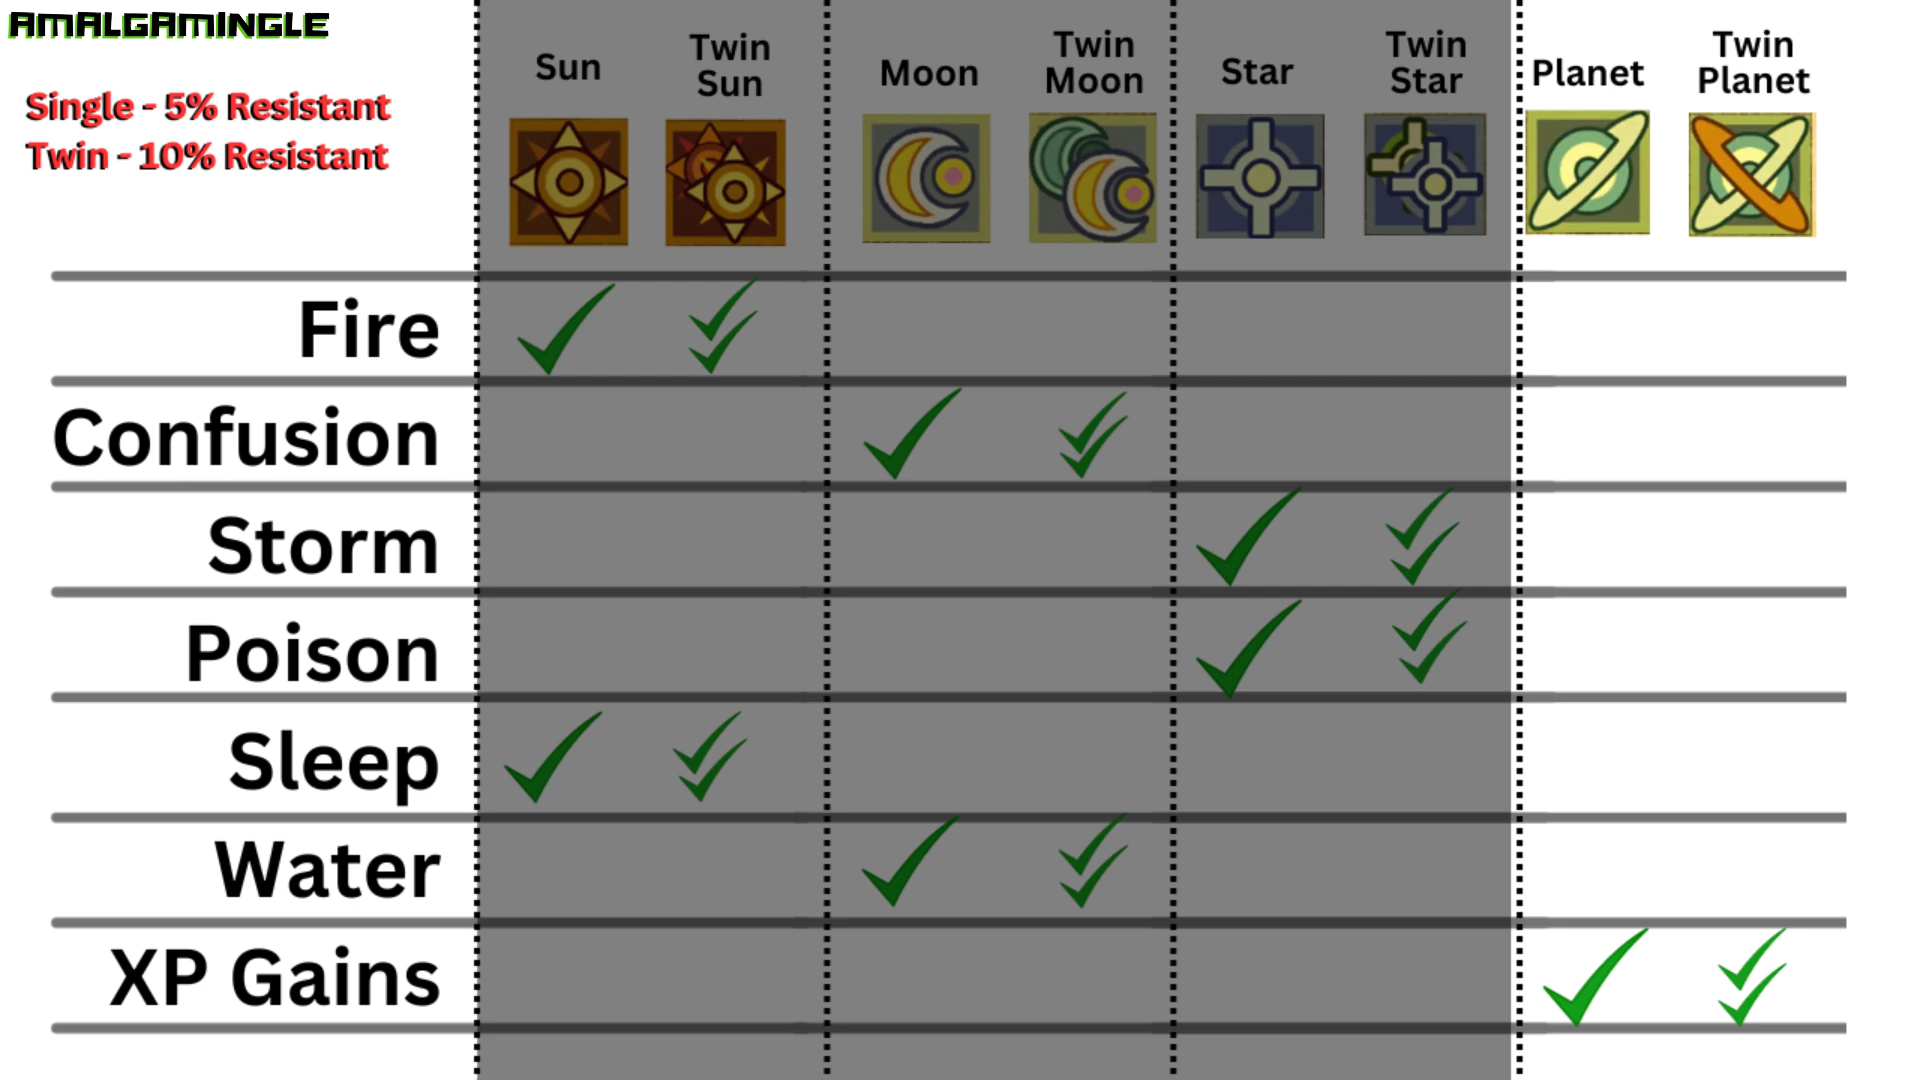 AMALGAMINGLE
Single - 5% Resistant
Twin - 10% Resistant
Sun
Twin
Sun
Moon
Twin
Moon
Star
Twin
Star
Planet
Twin
Planet
Fire
Confusion
Storm
Poison
Sleep
Water
XP Gains